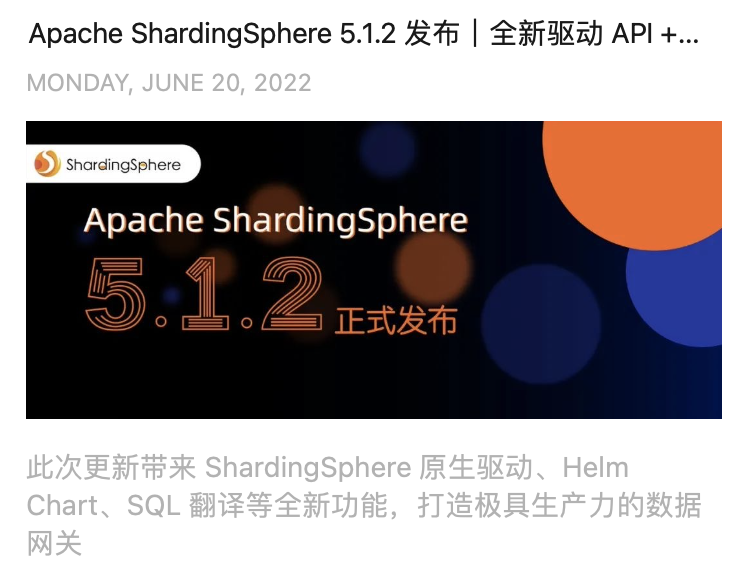 Apache ShardingSphere 5.1.2 发布｜全新驱动 API +...
MONDAY, JUNE 20, 2022
ShardingSphere
Apache ShardingSphere
5.1.2 正式发布
此次更新带来 ShardingSphere 原生驱动、Helm
Chart、SQL 翻译等全新功能，打造极具生产力的数据
网关